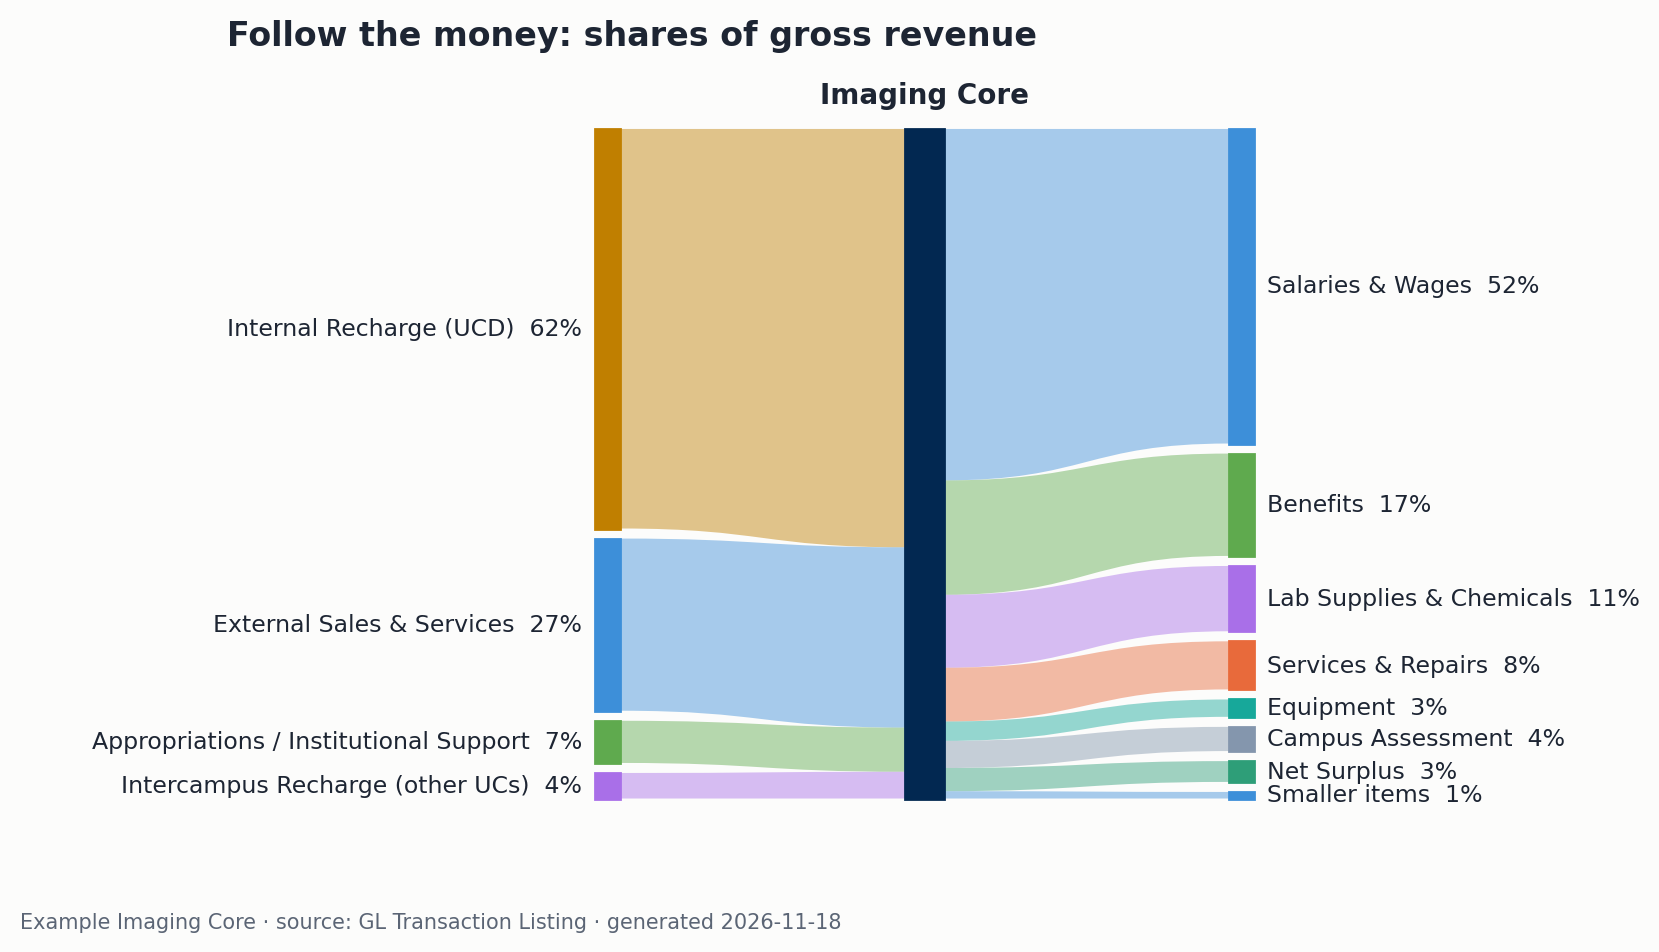 Follow the money: shares of gross revenue
Imaging Core
Internal Recharge (UCD)  62%
External Sales & Services  27%
Appropriations / Institutional Support  7%
Intercampus Recharge (other UCs)  4%
Salaries & Wages  52%
Benefits  17%
Lab Supplies & Chemicals  11%
Services & Repairs  8%
Equipment  3%
Campus Assessment  4%
Net Surplus  3%
Smaller items  1%
Example Imaging Core · source: GL Transaction Listing · generated 2026-11-18